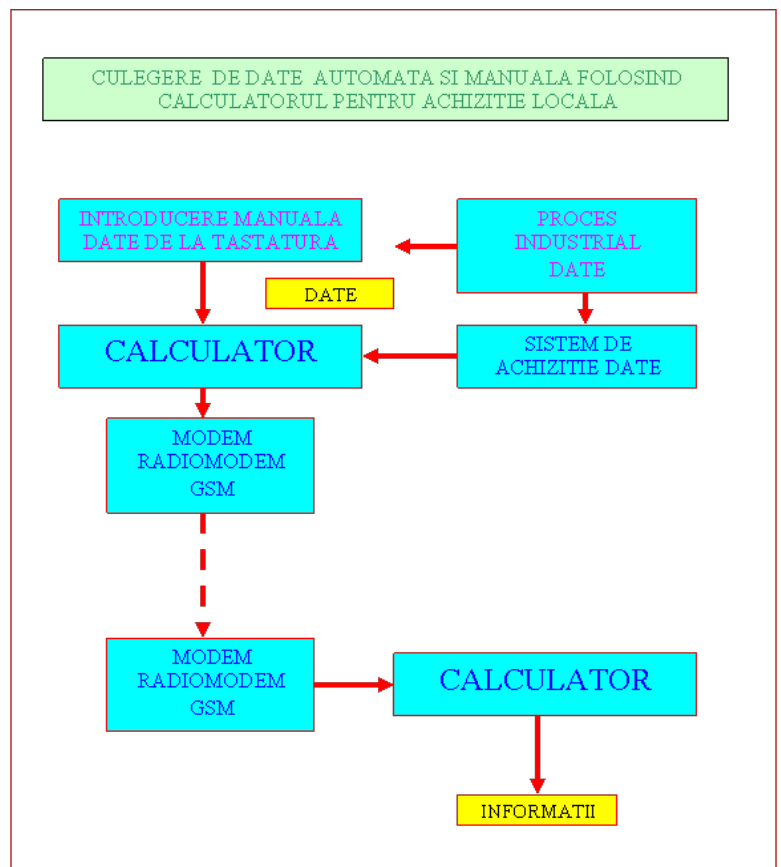 CULEGERE DE DATE AUTOMATA SI MANUALA FOLOSIND
CALCULATORUL PENTRU ACHIZITIE LOCALA
INTRODUCERE MANUALA
DATE DE LA TASTATURA
PROCES
INDUSTRIAL
DATE
DATE
CALCULATOR
SISTEM DE
ACHIZITIE DATE
MODEM
RADIOMODEM
GSM
MODEM
RADIOMODEM
GSM
CALCULATOR
INFORMATII